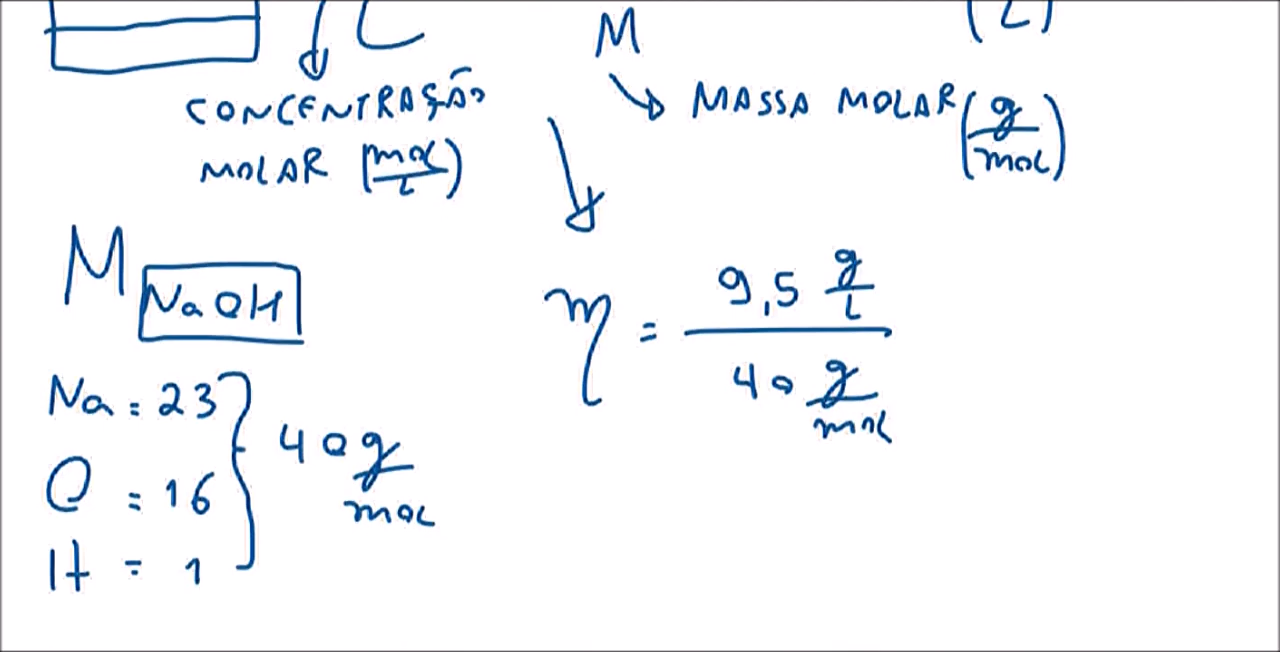 M
(L)
CONCENTRAÇÃO
MOLAR (mol/L)
MASSA MOLAR (g/mol)
M NaOH
Na = 23
O = 16
H = 1
40 g/mol
η = 9,5 g/L / 40 g/mol